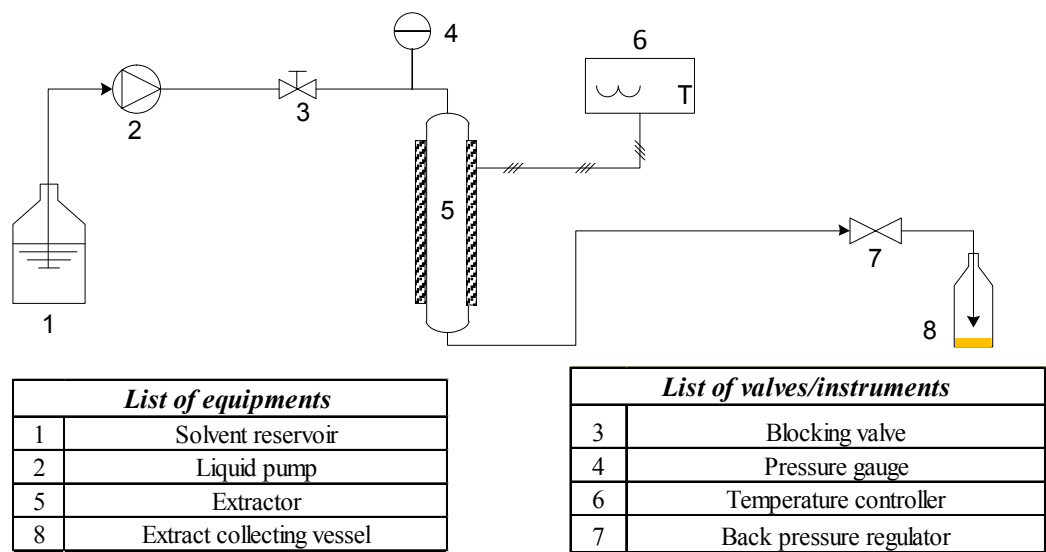 4
6
T
2
3
5
7
1
8
List of equipments
1 Solvent reservoir
2 Liquid pump
5 Extractor
8 Extract collecting vessel
List of valves/instruments
3 Blocking valve
4 Pressure gauge
6 Temperature controller
7 Back pressure regulator